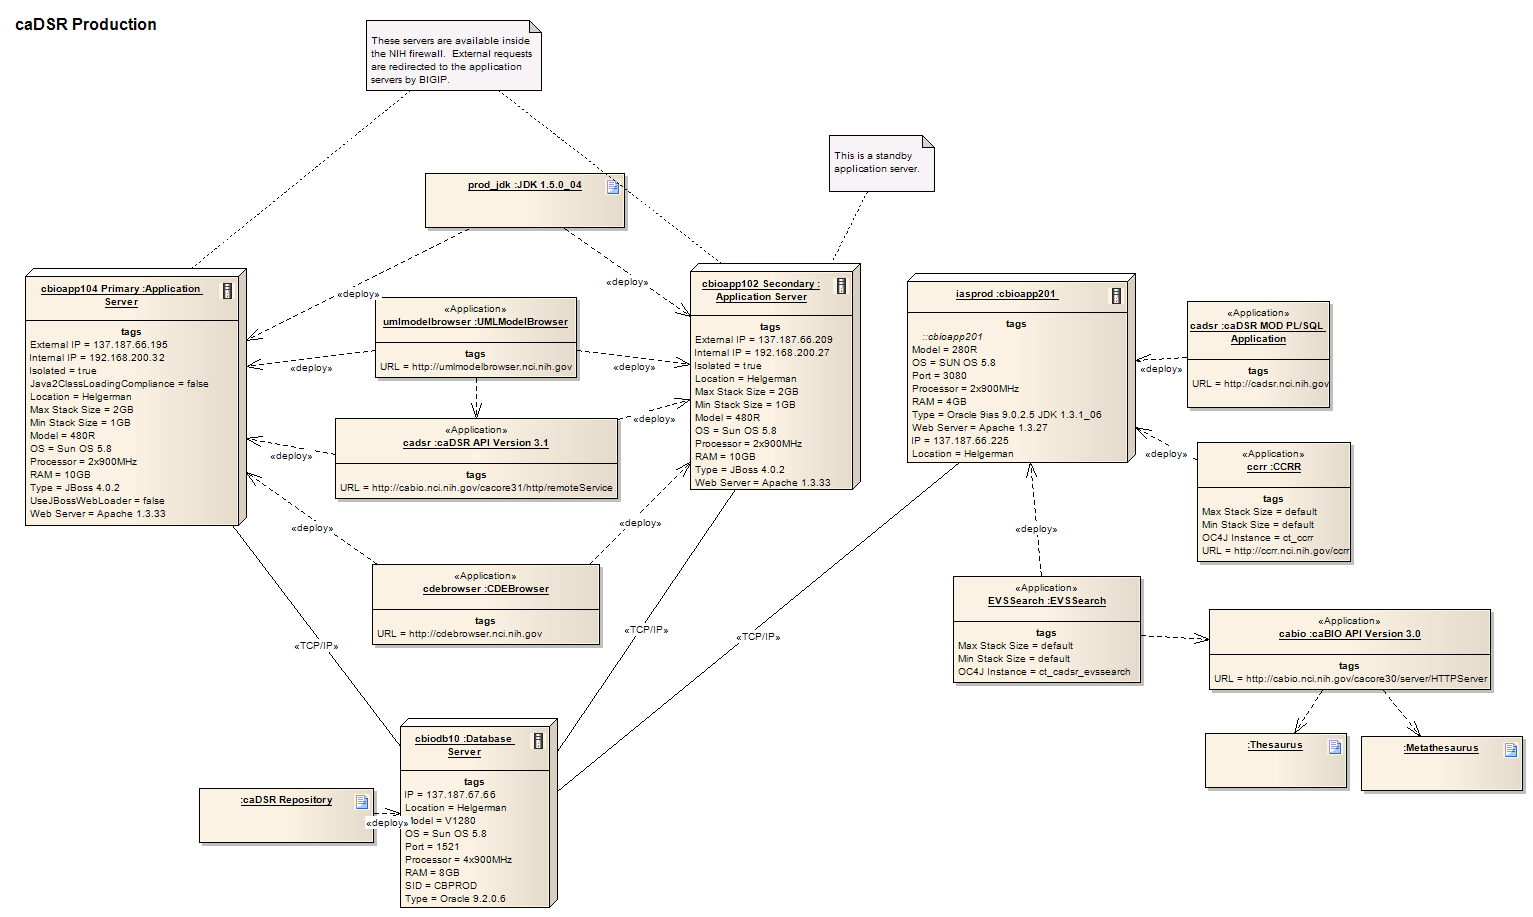 caDSR Production
These servers are available inside
the NIH firewall.  External requests
are redirected to the application
servers by BIGIP.
This is a standby
application server.
prod_jdk :JDK 1.5.0_04
«deploy»
«deploy»
cbioapp104 Primary :Application
Server
tags
External IP = 137.187.66.195
Internal IP = 192.168.200.32
Isolated = true
Java2ClassLoadingCompliance = false
Location = Helgerman
Max Stack Size = 2GB
Min Stack Size = 1GB
Model = 480R
OS = Sun OS 5.8
Processor = 2x900MHz
RAM = 10GB
Type = JBoss 4.0.2
UseJBossWebLoader = false
Web Server = Apache 1.3.33
«Application»
umlmodelbrowser :UMLModelBrowser
tags
URL = http://umlmodelbrowser.nci.nih.gov
«deploy»
«deploy»
«Application»
cadsr :caDSR API Version 3.1
tags
URL = http://cabio.nci.nih.gov/cacore31/http/remoteService
«deploy»
«deploy»
«Application»
cdebrowser :CDEBrowser
tags
URL = http://cdebrowser.nci.nih.gov
«deploy»
«deploy»
cbioapp102 Secondary :
Application Server
tags
External IP = 137.187.66.209
Internal IP = 192.168.200.27
Isolated = true
Location = Helgerman
Max Stack Size = 2GB
Min Stack Size = 1GB
Model = 480R
OS = Sun OS 5.8
Processor = 2x900MHz
RAM = 10GB
Type = JBoss 4.0.2
Web Server = Apache 1.3.33
iasprod :cbioapp201
tags
::cbioapp201
Model = 280R
OS = SUN OS 5.8
Port = 3080
Processor = 2x900MHz
RAM = 4GB
Type = Oracle 9ias 9.0.2.5 JDK 1.3.1_06
Web Server = Apache 1.3.27
IP = 137.187.66.225
Location = Helgerman
«Application»
cadsr :caDSR MOD PL/SQL
Application
tags
URL = http://cadsr.nci.nih.gov
«deploy»
«Application»
ccrr :CCRR
tags
Max Stack Size = default
Min Stack Size = default
OC4J Instance = ct_ccrr
URL = http://ccrr.nci.nih.gov/ccrr
«deploy»
«deploy»
«Application»
EVSSearch :EVSSearch
tags
Max Stack Size = default
Min Stack Size = default
OC4J Instance = ct_cadsr_evssearch
«Application»
cabio :caBIO API Version 3.0
tags
URL = http://cabio.nci.nih.gov/cacore30/server/HTTPServer
:Thesaurus
:Metathesaurus
«TCP/IP»
«TCP/IP»
«TCP/IP»
cbiodb10 :Database
Server
tags
IP = 137.187.67.66
Location = Helgerman
Model = V1280
OS = Sun OS 5.8
Port = 1521
Processor = 4x900MHz
RAM = 8GB
SID = CBPROD
Type = Oracle 9.2.0.6
:caDSR Repository
«deploy»